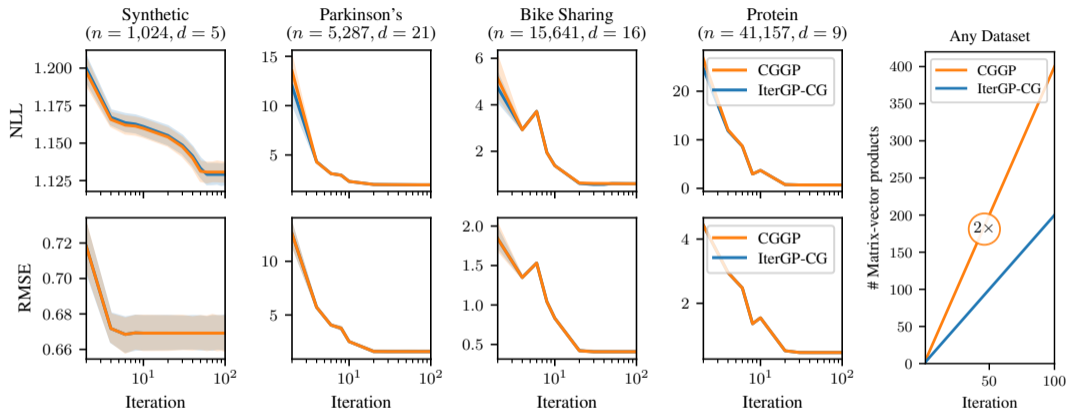 Synthetic
(n = 1,024, d = 5)
Parkinson's
(n = 5,287, d = 21)
Bike Sharing
(n = 15,641, d = 16)
Protein
(n = 41,157, d = 9)
Any Dataset
NLL
1.200
1.175
1.150
1.125
15
10
5
6
4
2
20
10
0
CGGP
IterGP-CG
RMSE
0.72
0.70
0.68
0.66
10
5
2.0
1.5
1.0
0.5
4
2
CGGP
IterGP-CG
10¹
10²
Iteration
10¹
10²
Iteration
10¹
10²
Iteration
10¹
10²
Iteration
# Matrix-vector products
400
350
300
250
200
150
100
50
0
CGGP
IterGP-CG
2×
50
100
Iteration